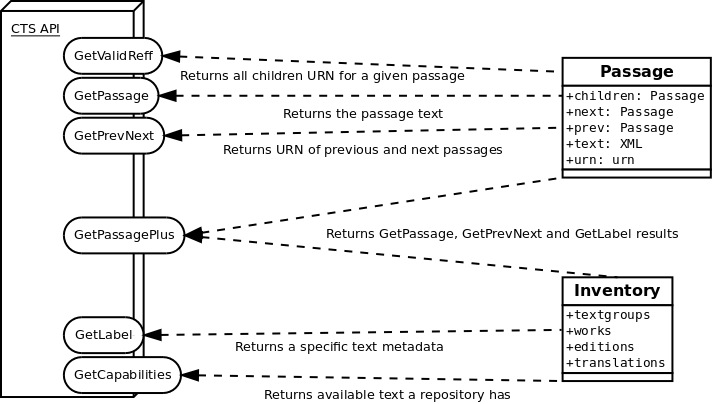 CTS API
GetValidReff
Returns all children URN for a given passage
GetPassage
Returns the passage text
GetPrevNext
Returns URN of previous and next passages
Passage
+children: Passage
+next: Passage
+prev: Passage
+text: XML
+urn: urn
GetPassagePlus
Returns GetPassage, GetPrevNext and GetLabel results
Inventory
+textgroups
+works
+editions
+translations
GetLabel
Returns a specific text metadata
GetCapabilities
Returns available text a repository has